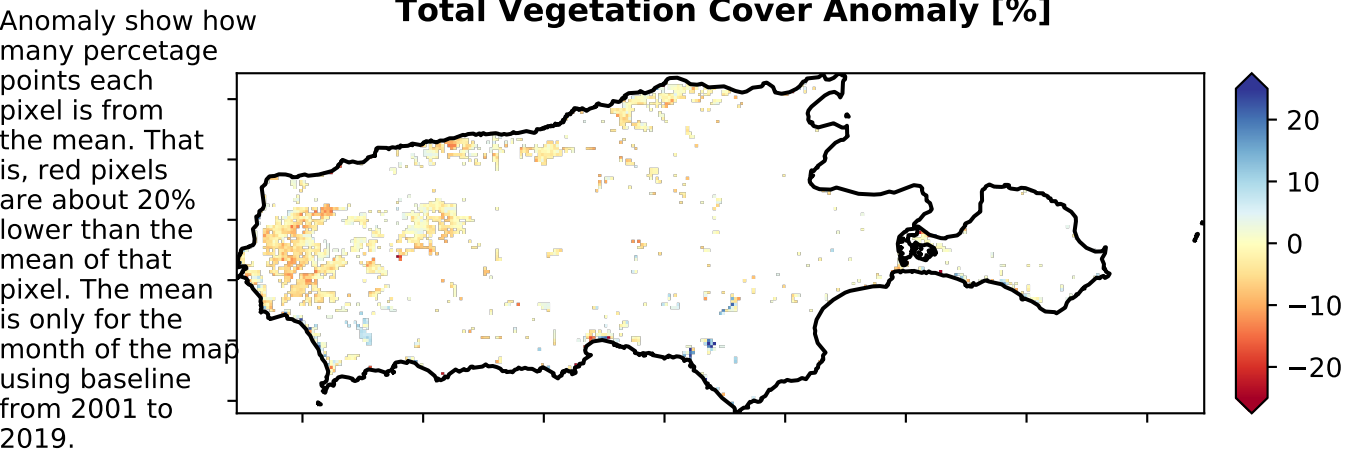 Total Vegetation Cover Anomaly [%]
Anomaly show how
many percetage
points each
pixel is from
the mean. That
is, red pixels
are about 20%
lower than the
mean of that
pixel. The mean
is only for the
month of the map
using baseline
from 2001 to
2019.
20
10
0
−10
−20